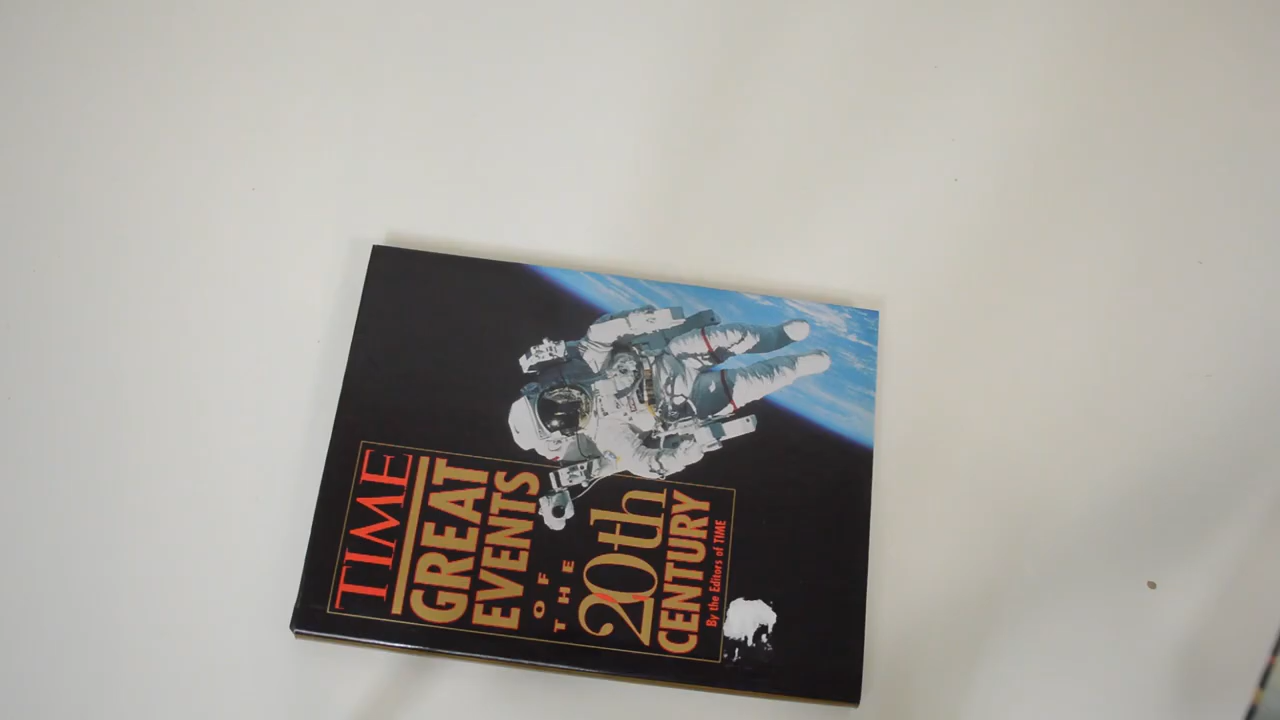 TIME
GREAT
EVENTS
OF
THE
20th
CENTURY
By the Editors of TIME